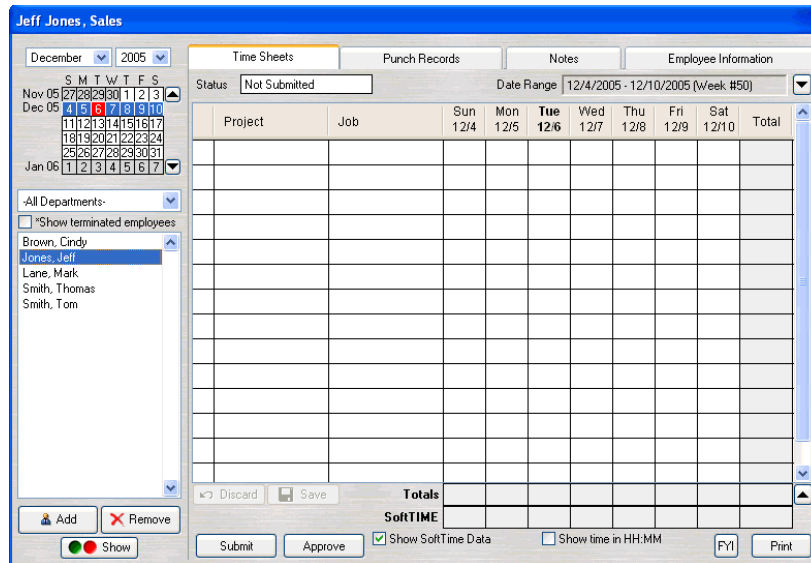 Jeff Jones, Sales
December 2005
S M T W T F S
Nov 05 27 28 29 30 1 2 3
Dec 05 4 5 6 7 8 9 10
11 12 13 14 15 16 17
18 19 20 21 22 23 24
25 26 27 28 29 30 31
Jan 06 1 2 3 4 5 6 7
-All Departments-
*Show terminated employees
Brown, Cindy
Jones, Jeff
Lane, Mark
Smith, Thomas
Smith, Tom
Add Remove
Show
Time Sheets Punch Records Notes Employee Information
Status Not Submitted Date Range 12/4/2005 - 12/10/2005 (Week #50)
Project Job Sun 12/4 Mon 12/5 Tue 12/6 Wed 12/7 Thu 12/8 Fri 12/9 Sat 12/10 Total
Discard Save Totals
SoftTIME
Submit Approve Show SoftTime Data Show time in HH:MM FYI Print